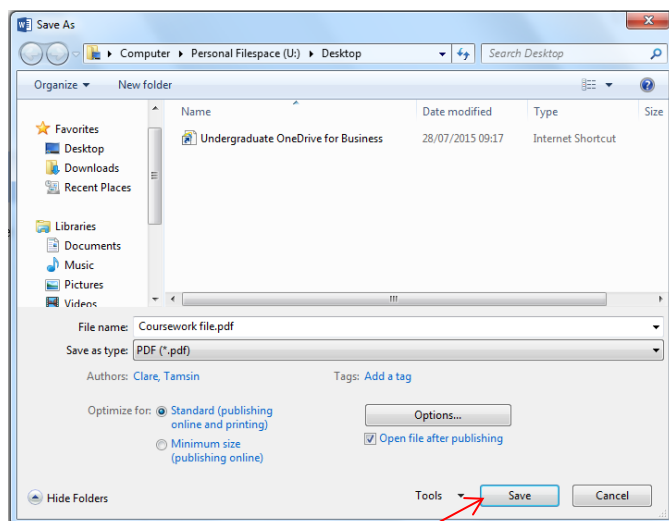 Save As
Computer Personal Filespace (U:) Desktop
Search Desktop
Organize New folder
Name Date modified Type Size
Favorites
Desktop
Downloads
Recent Places
Libraries
Documents
Music
Pictures
Videos
Undergraduate OneDrive for Business 28/07/2015 09:17 Internet Shortcut
File name: Coursework file.pdf
Save as type: PDF (*.pdf)
Authors: Clare, Tamsin Tags: Add a tag
Optimize for: Standard (publishing
online and printing)
Minimum size
(publishing online)
Options...
Open file after publishing
Hide Folders Tools Save Cancel